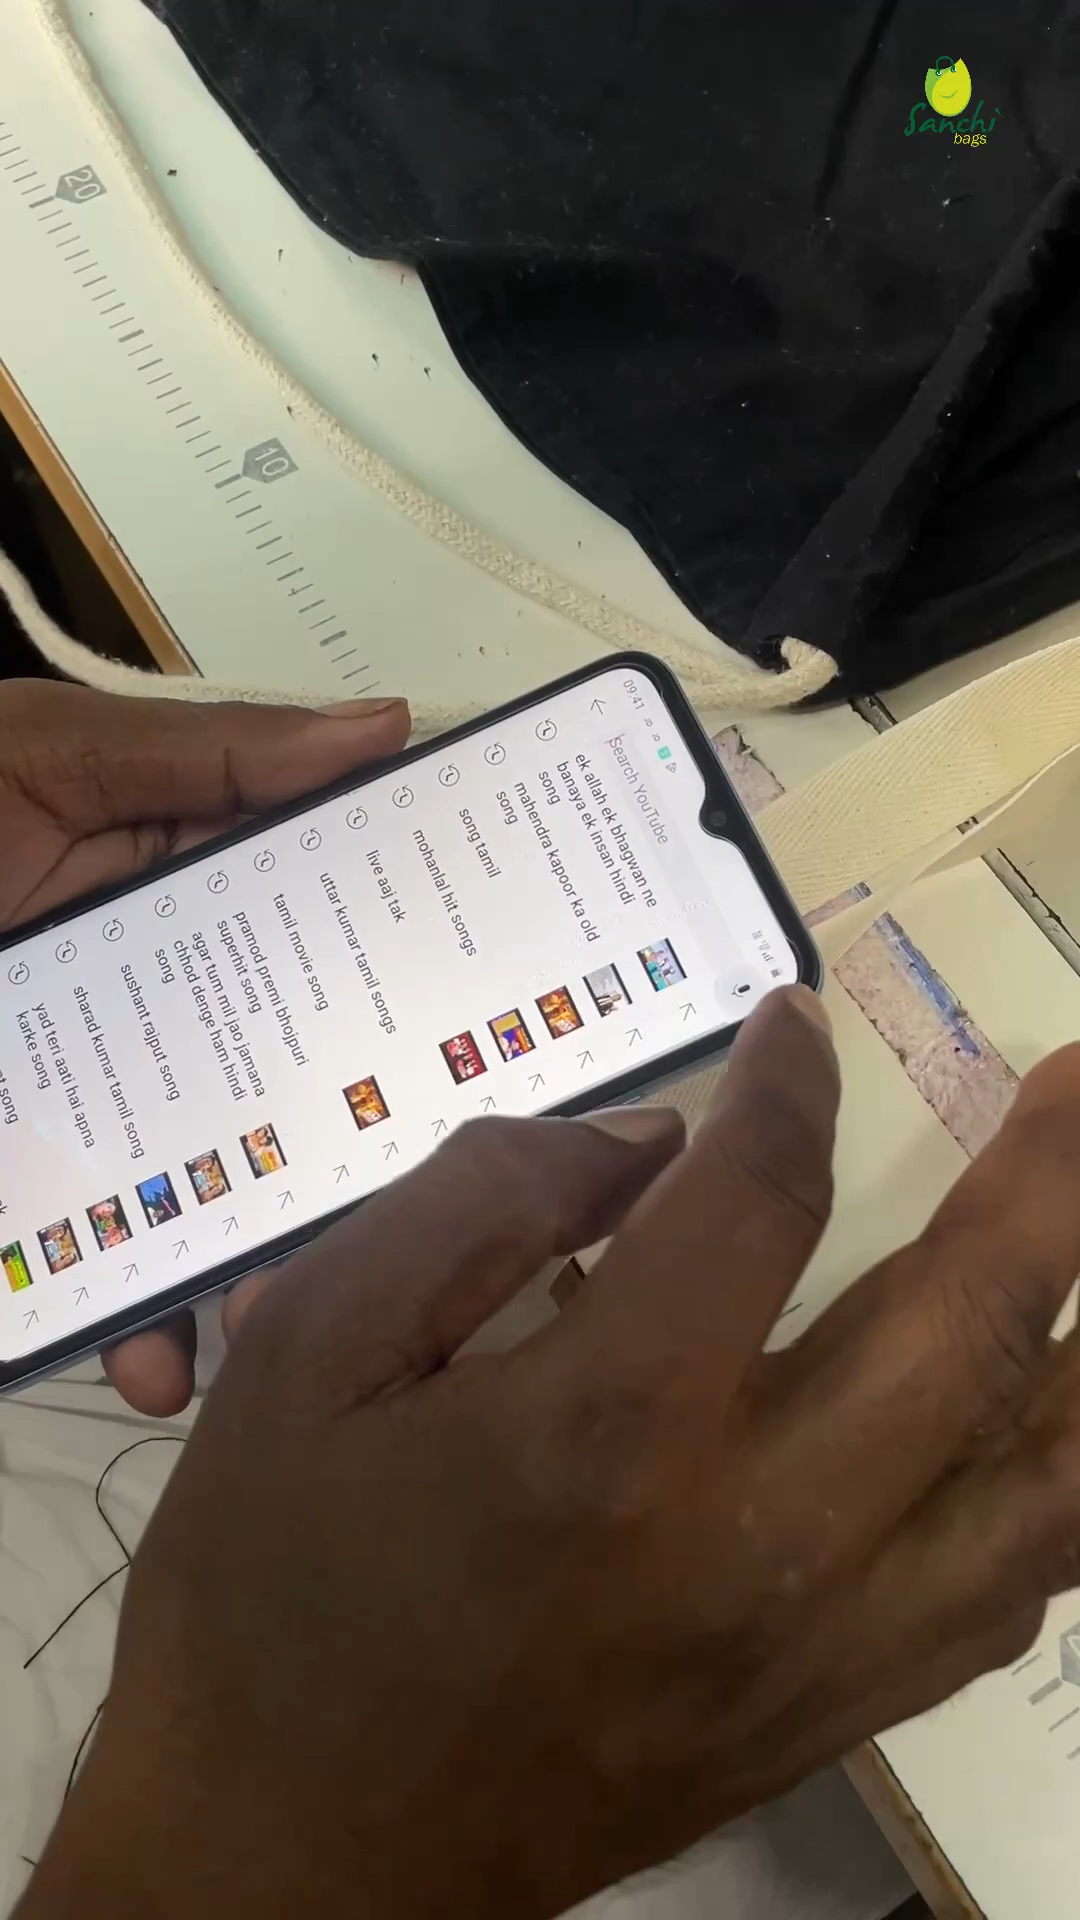 Sanchi
bags
20
10
09:41
Search YouTube
ek allah ek bhagwan ne
banaya ek insan hindi
song
mahendra kapoor ka old
song
song tamil
mohanlal hit songs
live aaj tak
uttar kumar tamil songs
tamil movie song
pramod premi bhojpuri
superhit song
agar tum mil jao jamana
chhod denge ham hindi
song
sushant rajput song
sharad kumar tamil song
yad teri aati hai apna
karke song
song